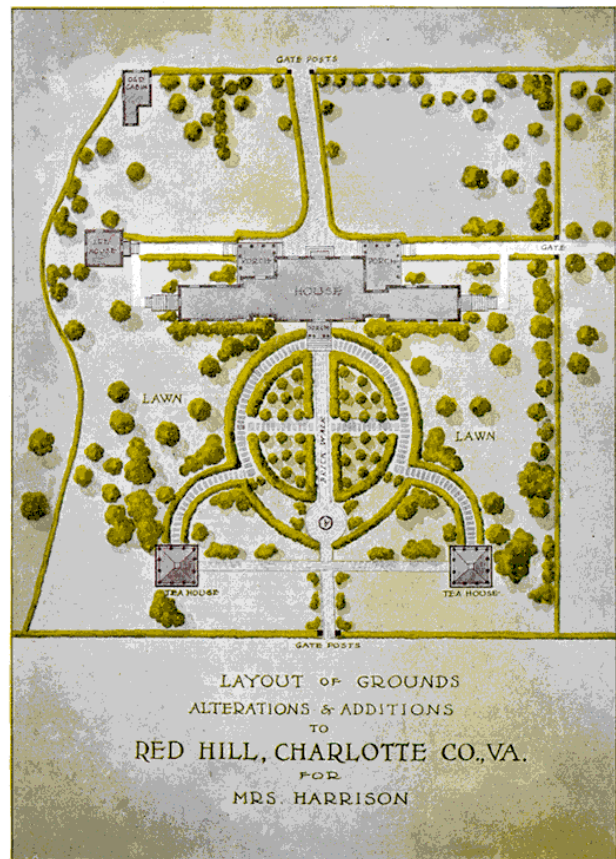 GATE POSTS
OLD
CABIN
ICE
HOUSE
PORCH
PORCH
GATE
HOUSE
LAWN
LAWN
BRICK WALK
TEA HOUSE
TEA HOUSE
GATE POSTS
LAYOUT OF GROUNDS
ALTERATIONS & ADDITIONS
TO
RED HILL, CHARLOTTE CO., VA.
FOR
MRS. HARRISON